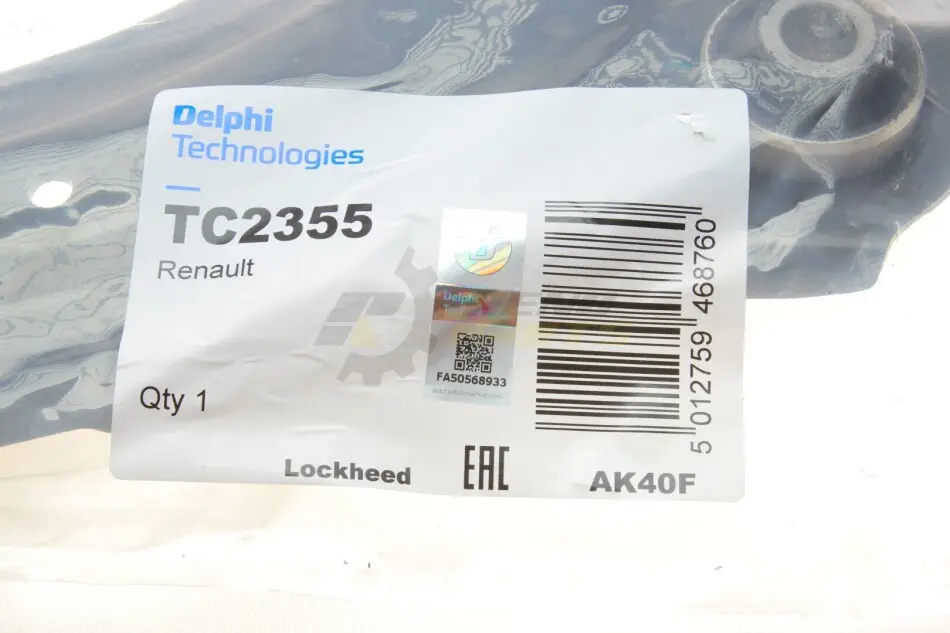 Delphi
Technologies
TC2355
Renault
Delphi
FA50568933
5 012759 468760
Qty 1
Lockheed
EAC
AK40F